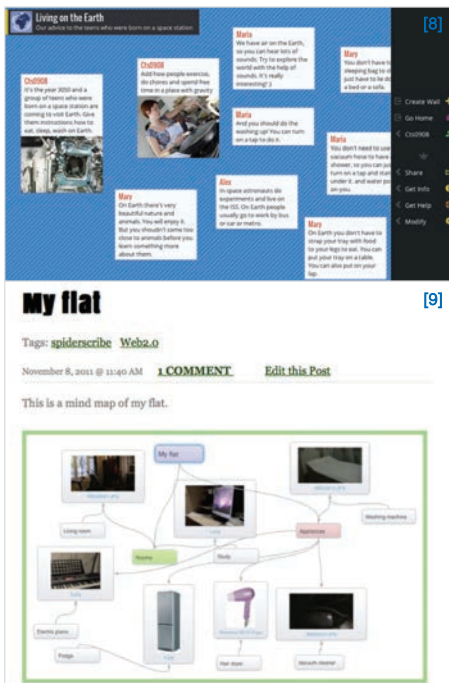 Living on the Earth
Our advice to the teens who were born on a space station
[8]
Cts0908
It's the year 3050 and a
group of teens who were
born on a space station are
coming to visit Earth. Give
them instructions how to
eat, sleep, wash on Earth.
Cts0908
Add how people exercise,
do chores and spend free
time in a place with gravity
Maria
We have air on the Earth,
so you can hear lots of
sounds. Try to explore the
world with the help of
sounds. It's really
interesting! :)
Mary
You don't have t
sleeping bag to
just have to lie do
a bed or a sofa.
Maria
And you should do the
washing up! You can turn
on a tap to do it.
Maria
You don't need to use
vacuum hose to have a
shower, so you can jus
turn on a tap and stan
under it. and water po
on you.
Mary
On Earth there's very
beautiful nature and
animals. You will enjoy it.
But you shouldn't come too
close to animals before you
learn something more
about them.
Alex
In space astronauts do
experiments and live on
the ISS. On Earth people
usually go to work by bus
or car or metro.
Mary
On Earth you don't have to
strap your tray with food
to your legs to eat. You can
put your tray on a table.
You can also put on your
lap.
Create Wall
Go Home
Cts0908
Share
Get Info
Get Help
Modify
My flat
[9]
Tags: spiderscribe Web2.0
November 8, 2011 @ 11:40 AM 1 COMMENT Edit this Post
This is a mind map of my flat.
My flat
Living room
Rooms
Study
Appliances
Washing machine
Electric piano
Fridge
Hair dryer
Vacuum cleaner